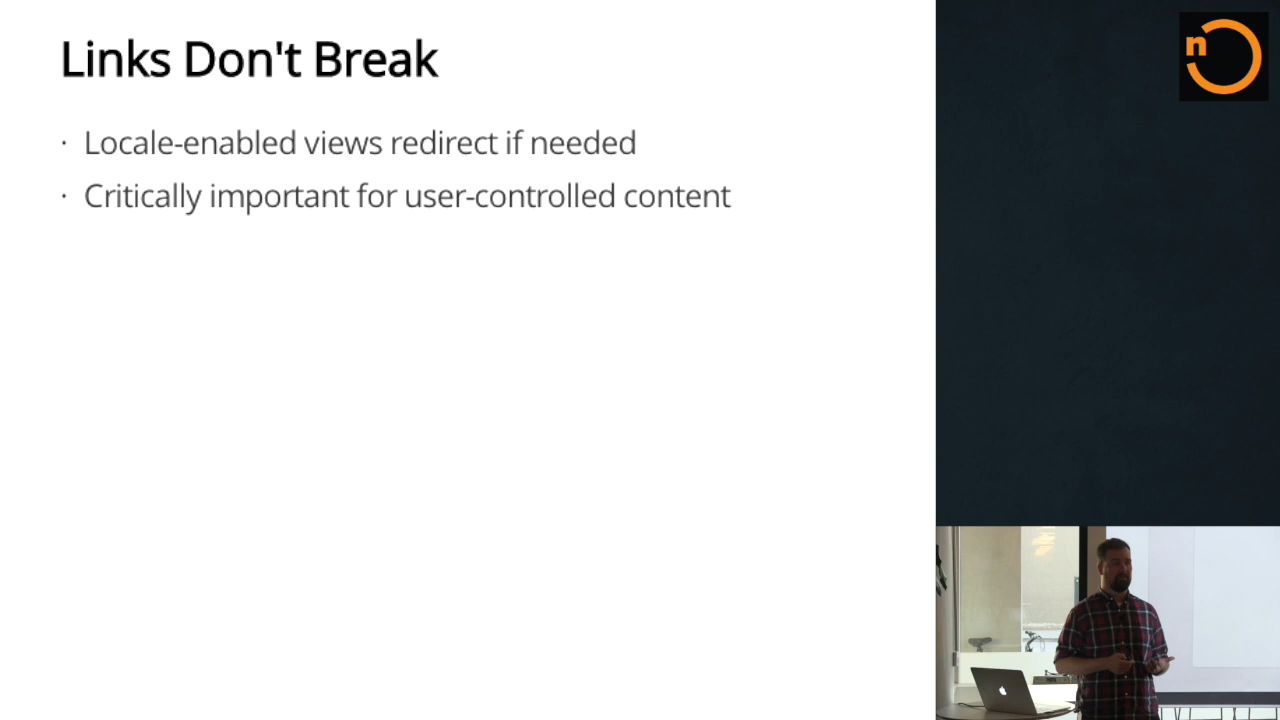 Links Don't Break
· Locale-enabled views redirect if needed
· Critically important for user-controlled content
n